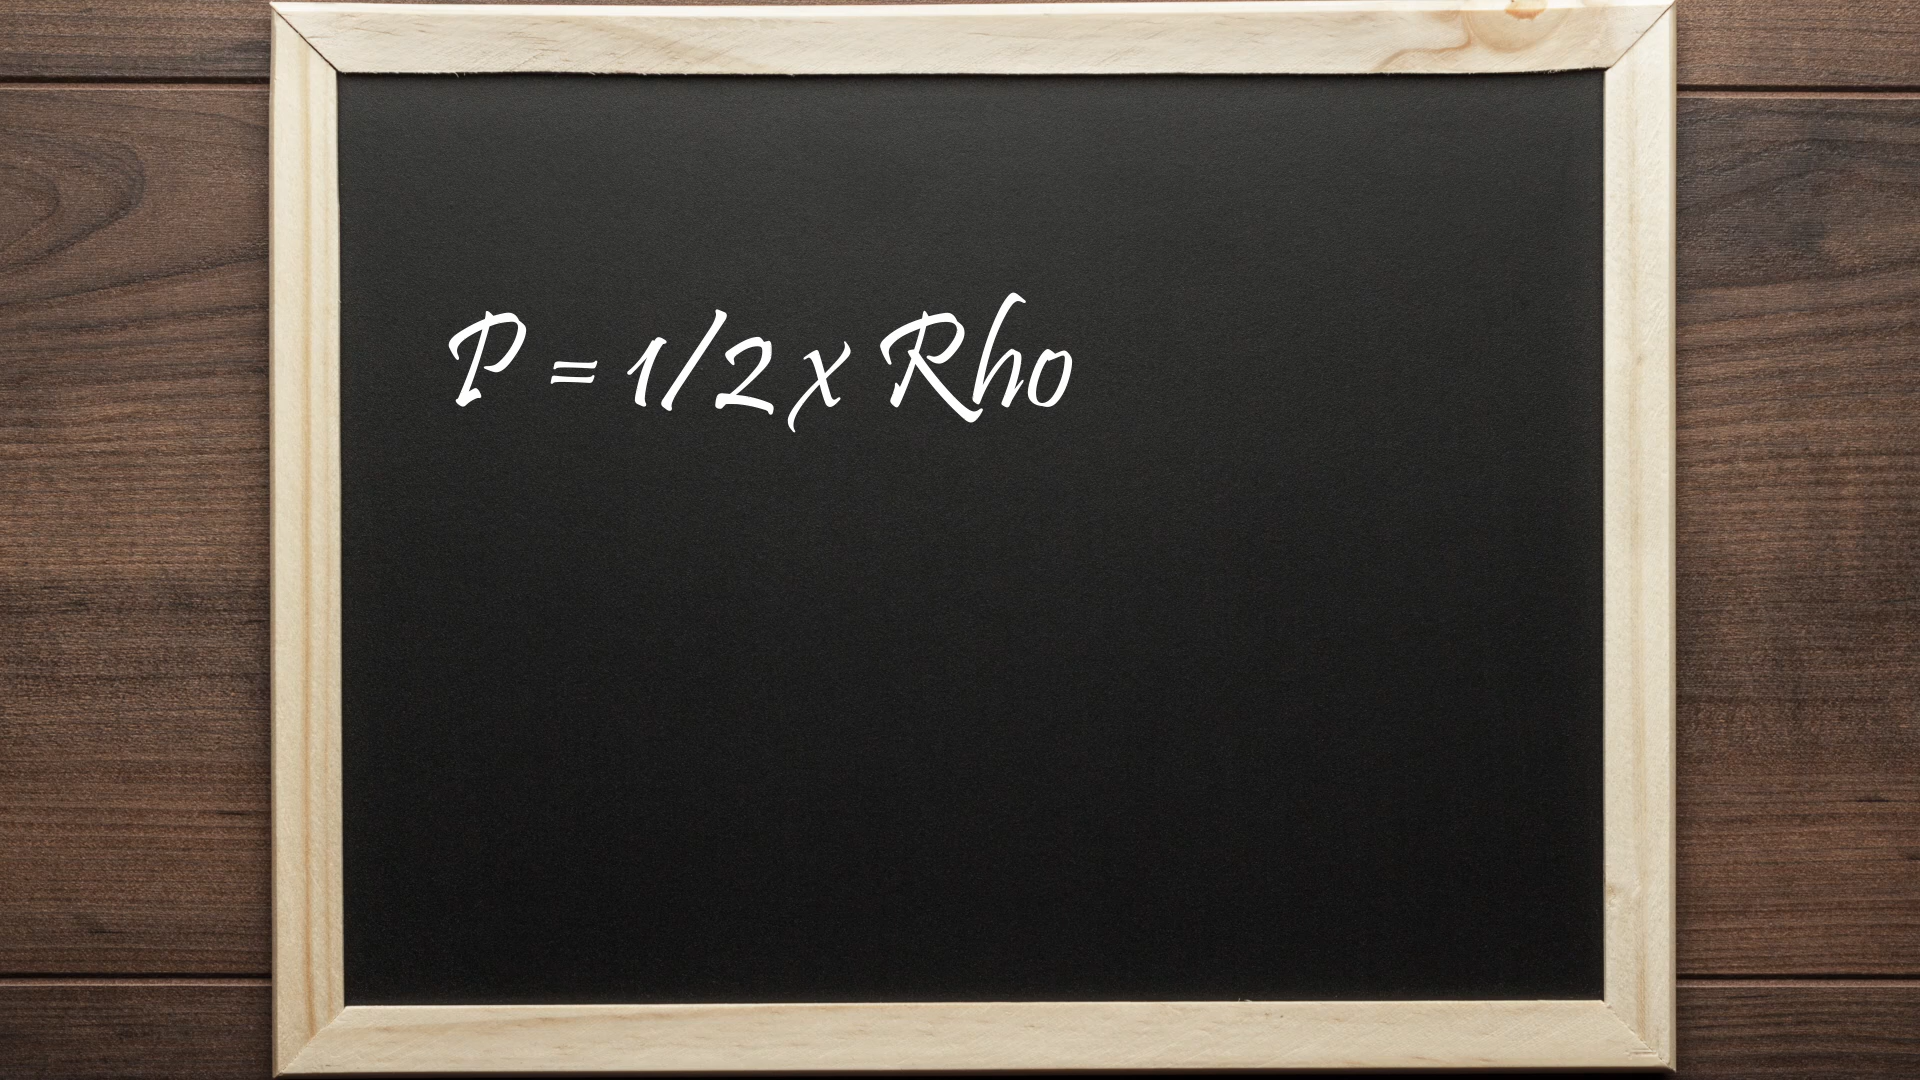 P = 1/2 x Rho